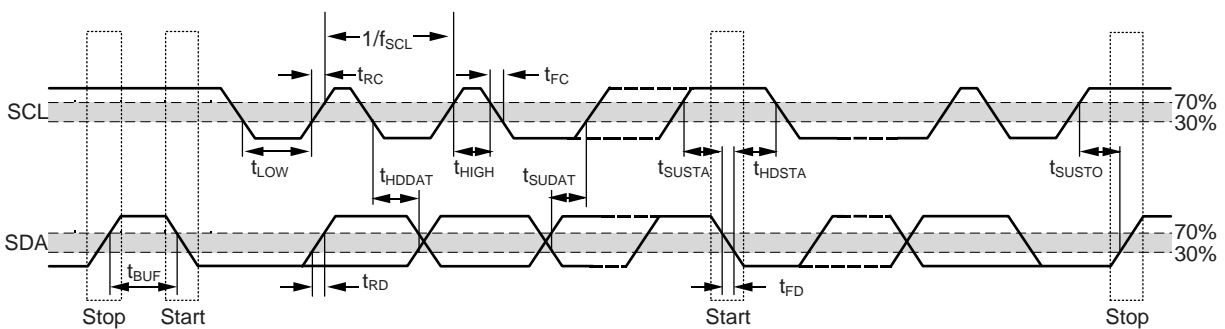 1/fSCL
tRC
tFC
SCL
70%
30%
tLOW
tHDDAT
tHIGH
tSUDAT
tSUSTA
tHDSTA
tSUSTO
SDA
70%
30%
tBUF
tRD
tFD
Stop
Start
Start
Stop